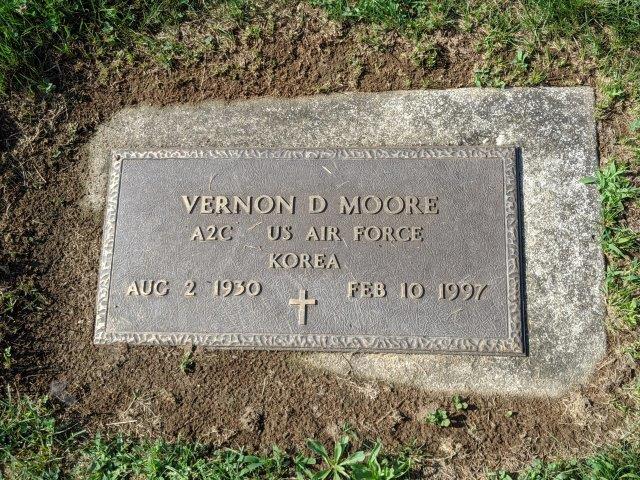 VERNON D MOORE
A2C US AIR FORCE
KOREA
AUG 2 1930 FEB 10 1997